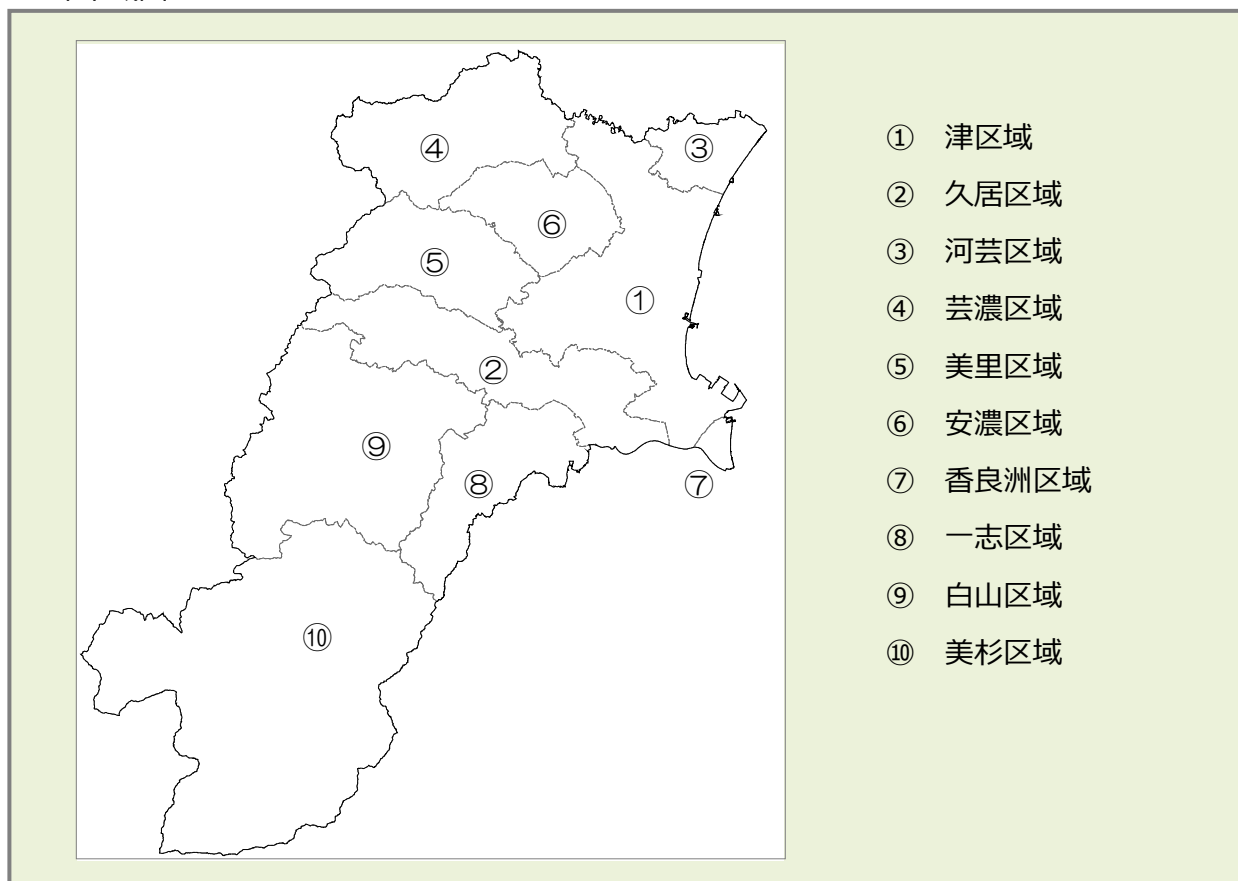 ④
③
⑥
⑤
①
②
⑨
⑧
⑦
⑩
① 津区域
② 久居区域
③ 河芸区域
④ 芸濃区域
⑤ 美里区域
⑥ 安濃区域
⑦ 香良洲区域
⑧ 一志区域
⑨ 白山区域
⑩ 美杉区域